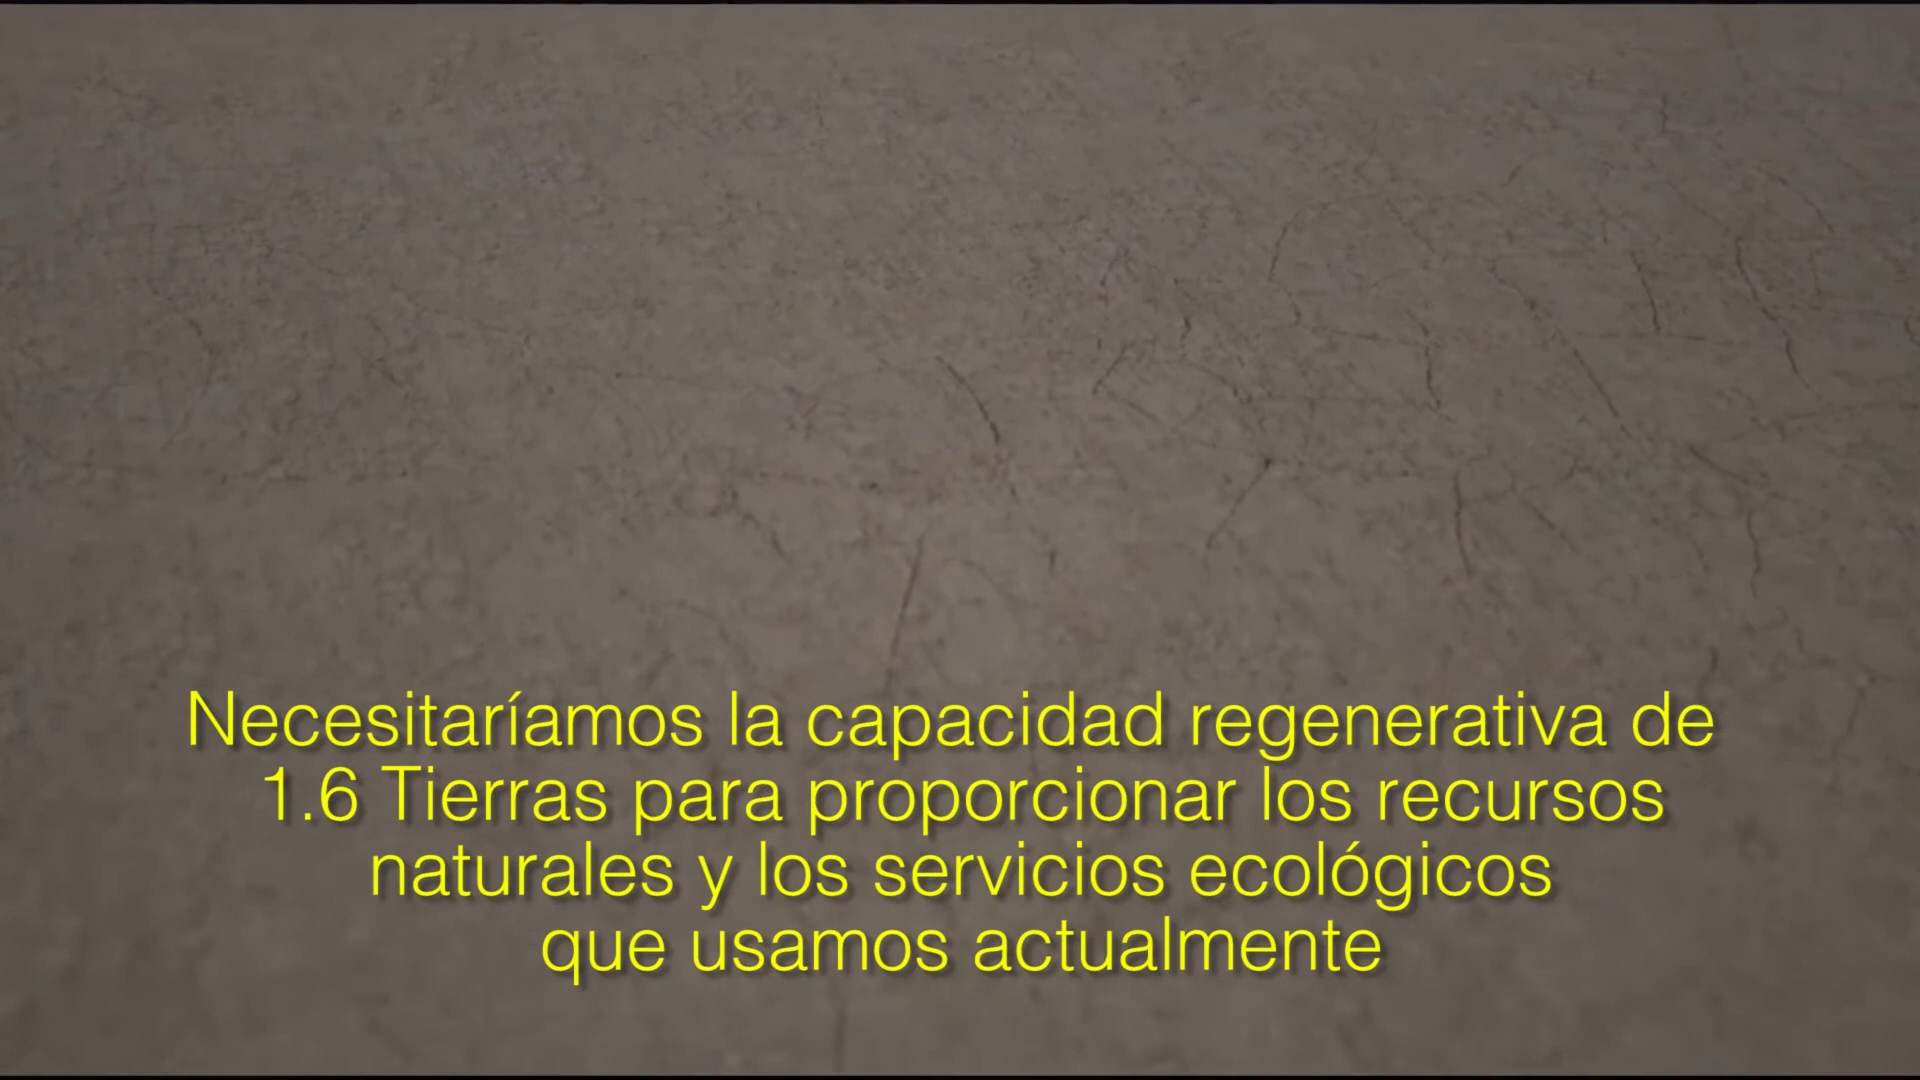 Necesitaríamos la capacidad regenerativa de
1.6 Tierras para proporcionar los recursos
naturales y los servicios ecológicos
que usamos actualmente